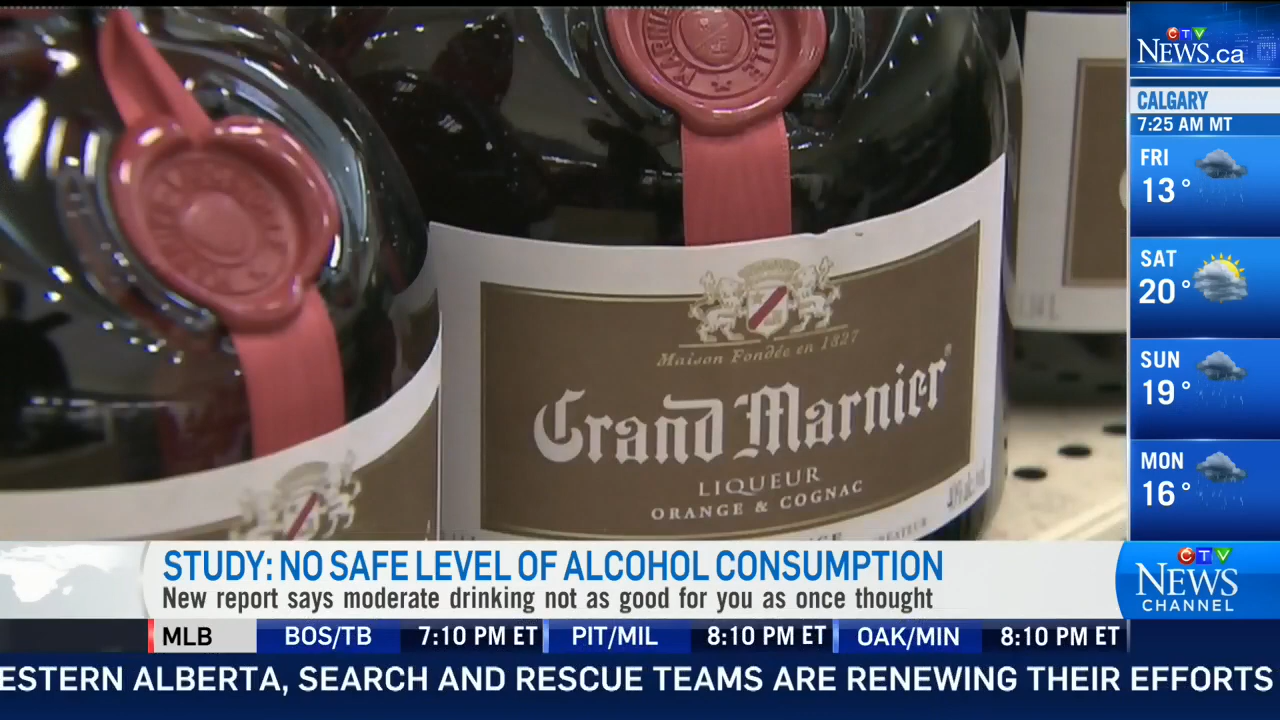 Maison Fondée en 1827
Grand Marnier
LIQUEUR
ORANGE & COGNAC
CTV
NEWS.ca
CALGARY
7:25 AM MT
FRI
13°
SAT
20°
SUN
19°
MON
16°
STUDY: NO SAFE LEVEL OF ALCOHOL CONSUMPTION
New report says moderate drinking not as good for you as once thought
CTV
NEWS
CHANNEL
MLB BOS/TB 7:10 PM ET PIT/MIL 8:10 PM ET OAK/MIN 8:10 PM ET
ESTERN ALBERTA, SEARCH AND RESCUE TEAMS ARE RENEWING THEIR EFFORTS